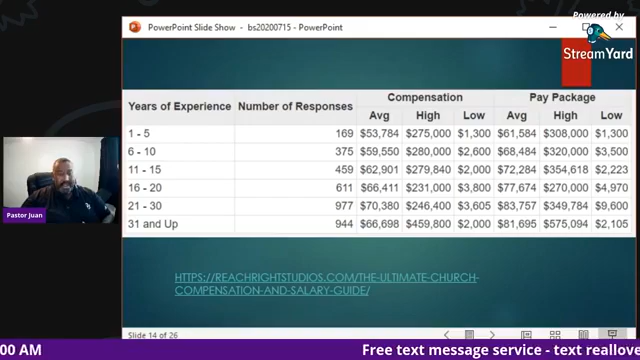 Powered by
StreamYard
PowerPoint Slide Show - bs20200715 - PowerPoint
Compensation Pay Package
Years of Experience Number of Responses Avg High Low Avg High Low
1 - 5 169 $53,784 $275,000 $1,300 $61,584 $308,000 $1,300
6 - 10 375 $59,550 $280,000 $2,600 $68,484 $320,000 $3,500
11 - 15 459 $62,901 $279,840 $2,000 $72,284 $354,618 $2,223
16 - 20 611 $66,411 $231,000 $3,800 $77,674 $270,000 $4,970
21 - 30 977 $70,380 $246,400 $3,605 $83,757 $349,784 $9,600
31 and Up 944 $66,698 $459,800 $2,000 $81,695 $575,094 $2,105
Pastor Juan
HTTPS://REACHRIGHTSTUDIOS.COM/THE-ULTIMATE-CHURCH-
COMPENSATION-AND-SALARY-GUIDE/
Slide 14 of 26
:00 AM Free text message service - text reallove